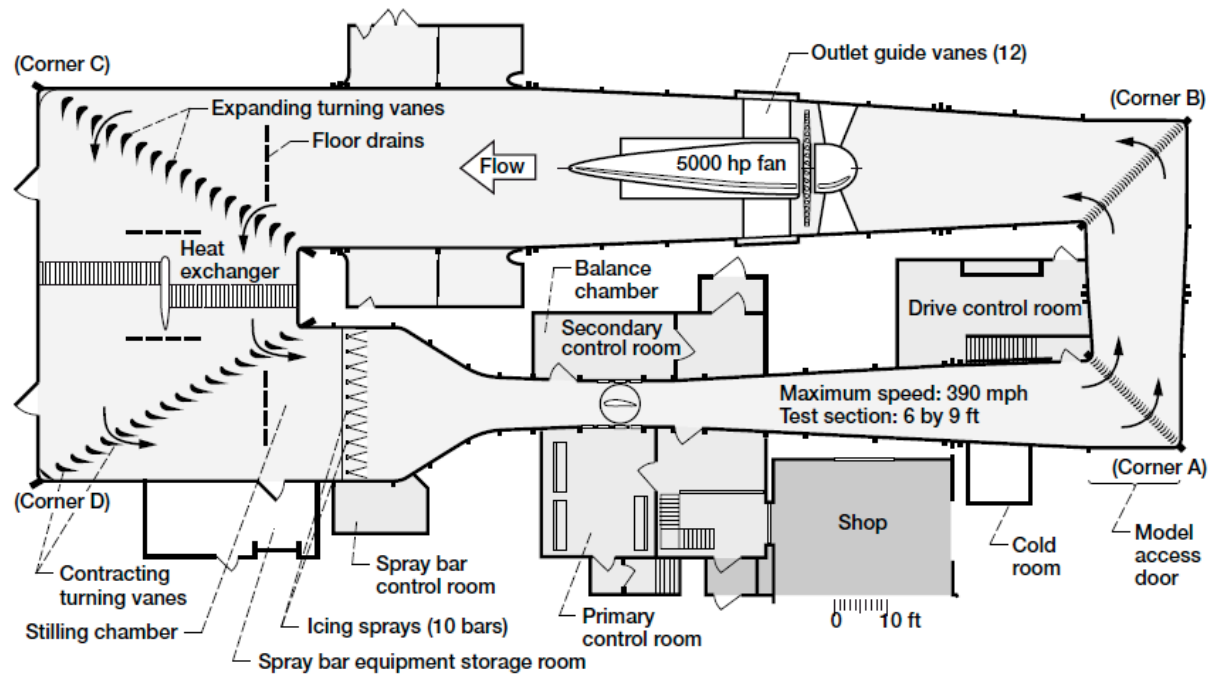 Outlet guide vanes (12)
(Corner C)
(Corner B)
Expanding turning vanes
Floor drains
Flow
5000 hp fan
Heat
exchanger
Balance
chamber
Secondary
control room
Drive control room
Maximum speed: 390 mph
Test section: 6 by 9 ft
(Corner D)
(Corner A)
Shop
Contracting
turning vanes
Stilling chamber
Spray bar
control room
Icing sprays (10 bars)
Spray bar equipment storage room
Primary
control room
0 10 ft
Cold
room
Model
access
door